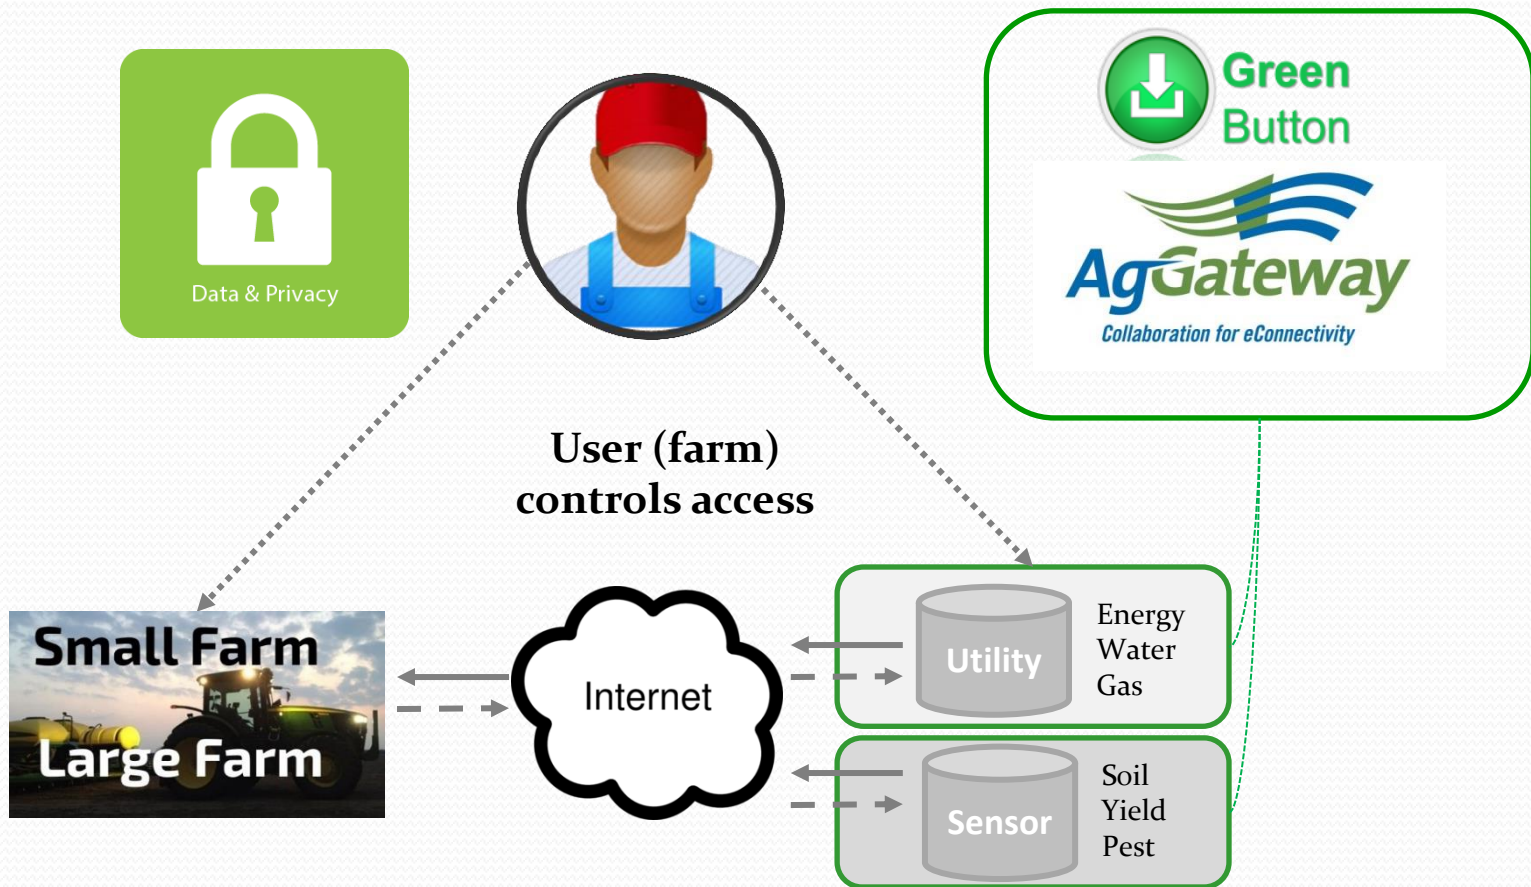 Data & Privacy
Green
Button
AgGateway
Collaboration for eConnectivity
User (farm)
controls access
Small Farm
Large Farm
Internet
Utility
Energy
Water
Gas
Sensor
Soil
Yield
Pest